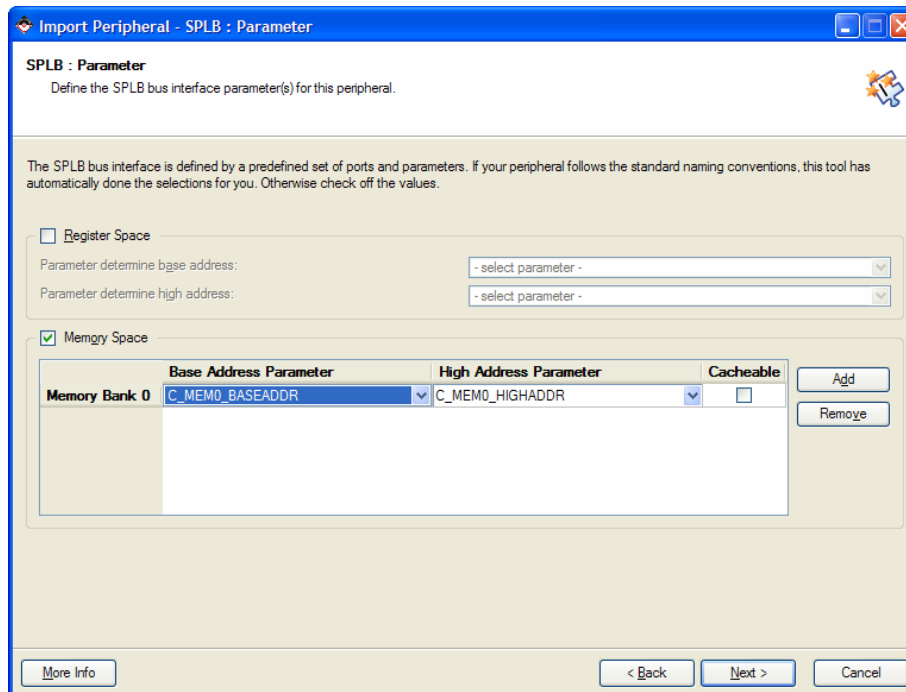 Import Peripheral - SPLB : Parameter
SPLB : Parameter
Define the SPLB bus interface parameter(s) for this peripheral.
The SPLB bus interface is defined by a predefined set of ports and parameters. If your peripheral follows the standard naming conventions, this tool has
automatically done the selections for you. Otherwise check off the values.
Register Space
Parameter determine base address: - select parameter -
Parameter determine high address: - select parameter -
Memory Space
Base Address Parameter High Address Parameter Cacheable
Memory Bank 0 C_MEM0_BASEADDR C_MEM0_HIGHADDR
Add
Remove
More Info < Back Next > Cancel